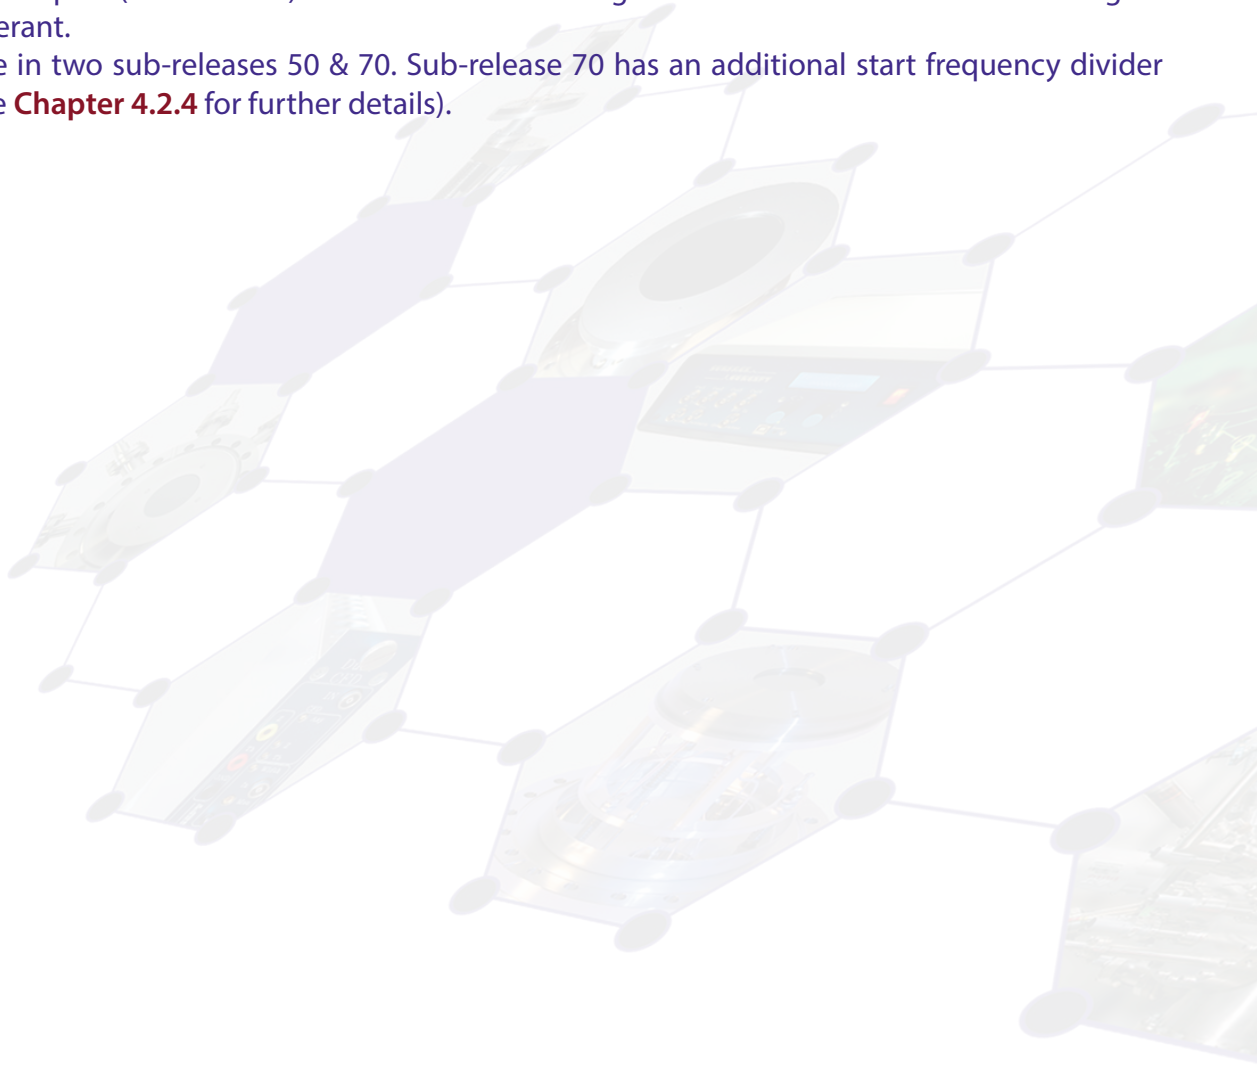 erant.
e in two sub-releases 50 & 70. Sub-release 70 has an additional start frequency divider
e Chapter 4.2.4 for further details).